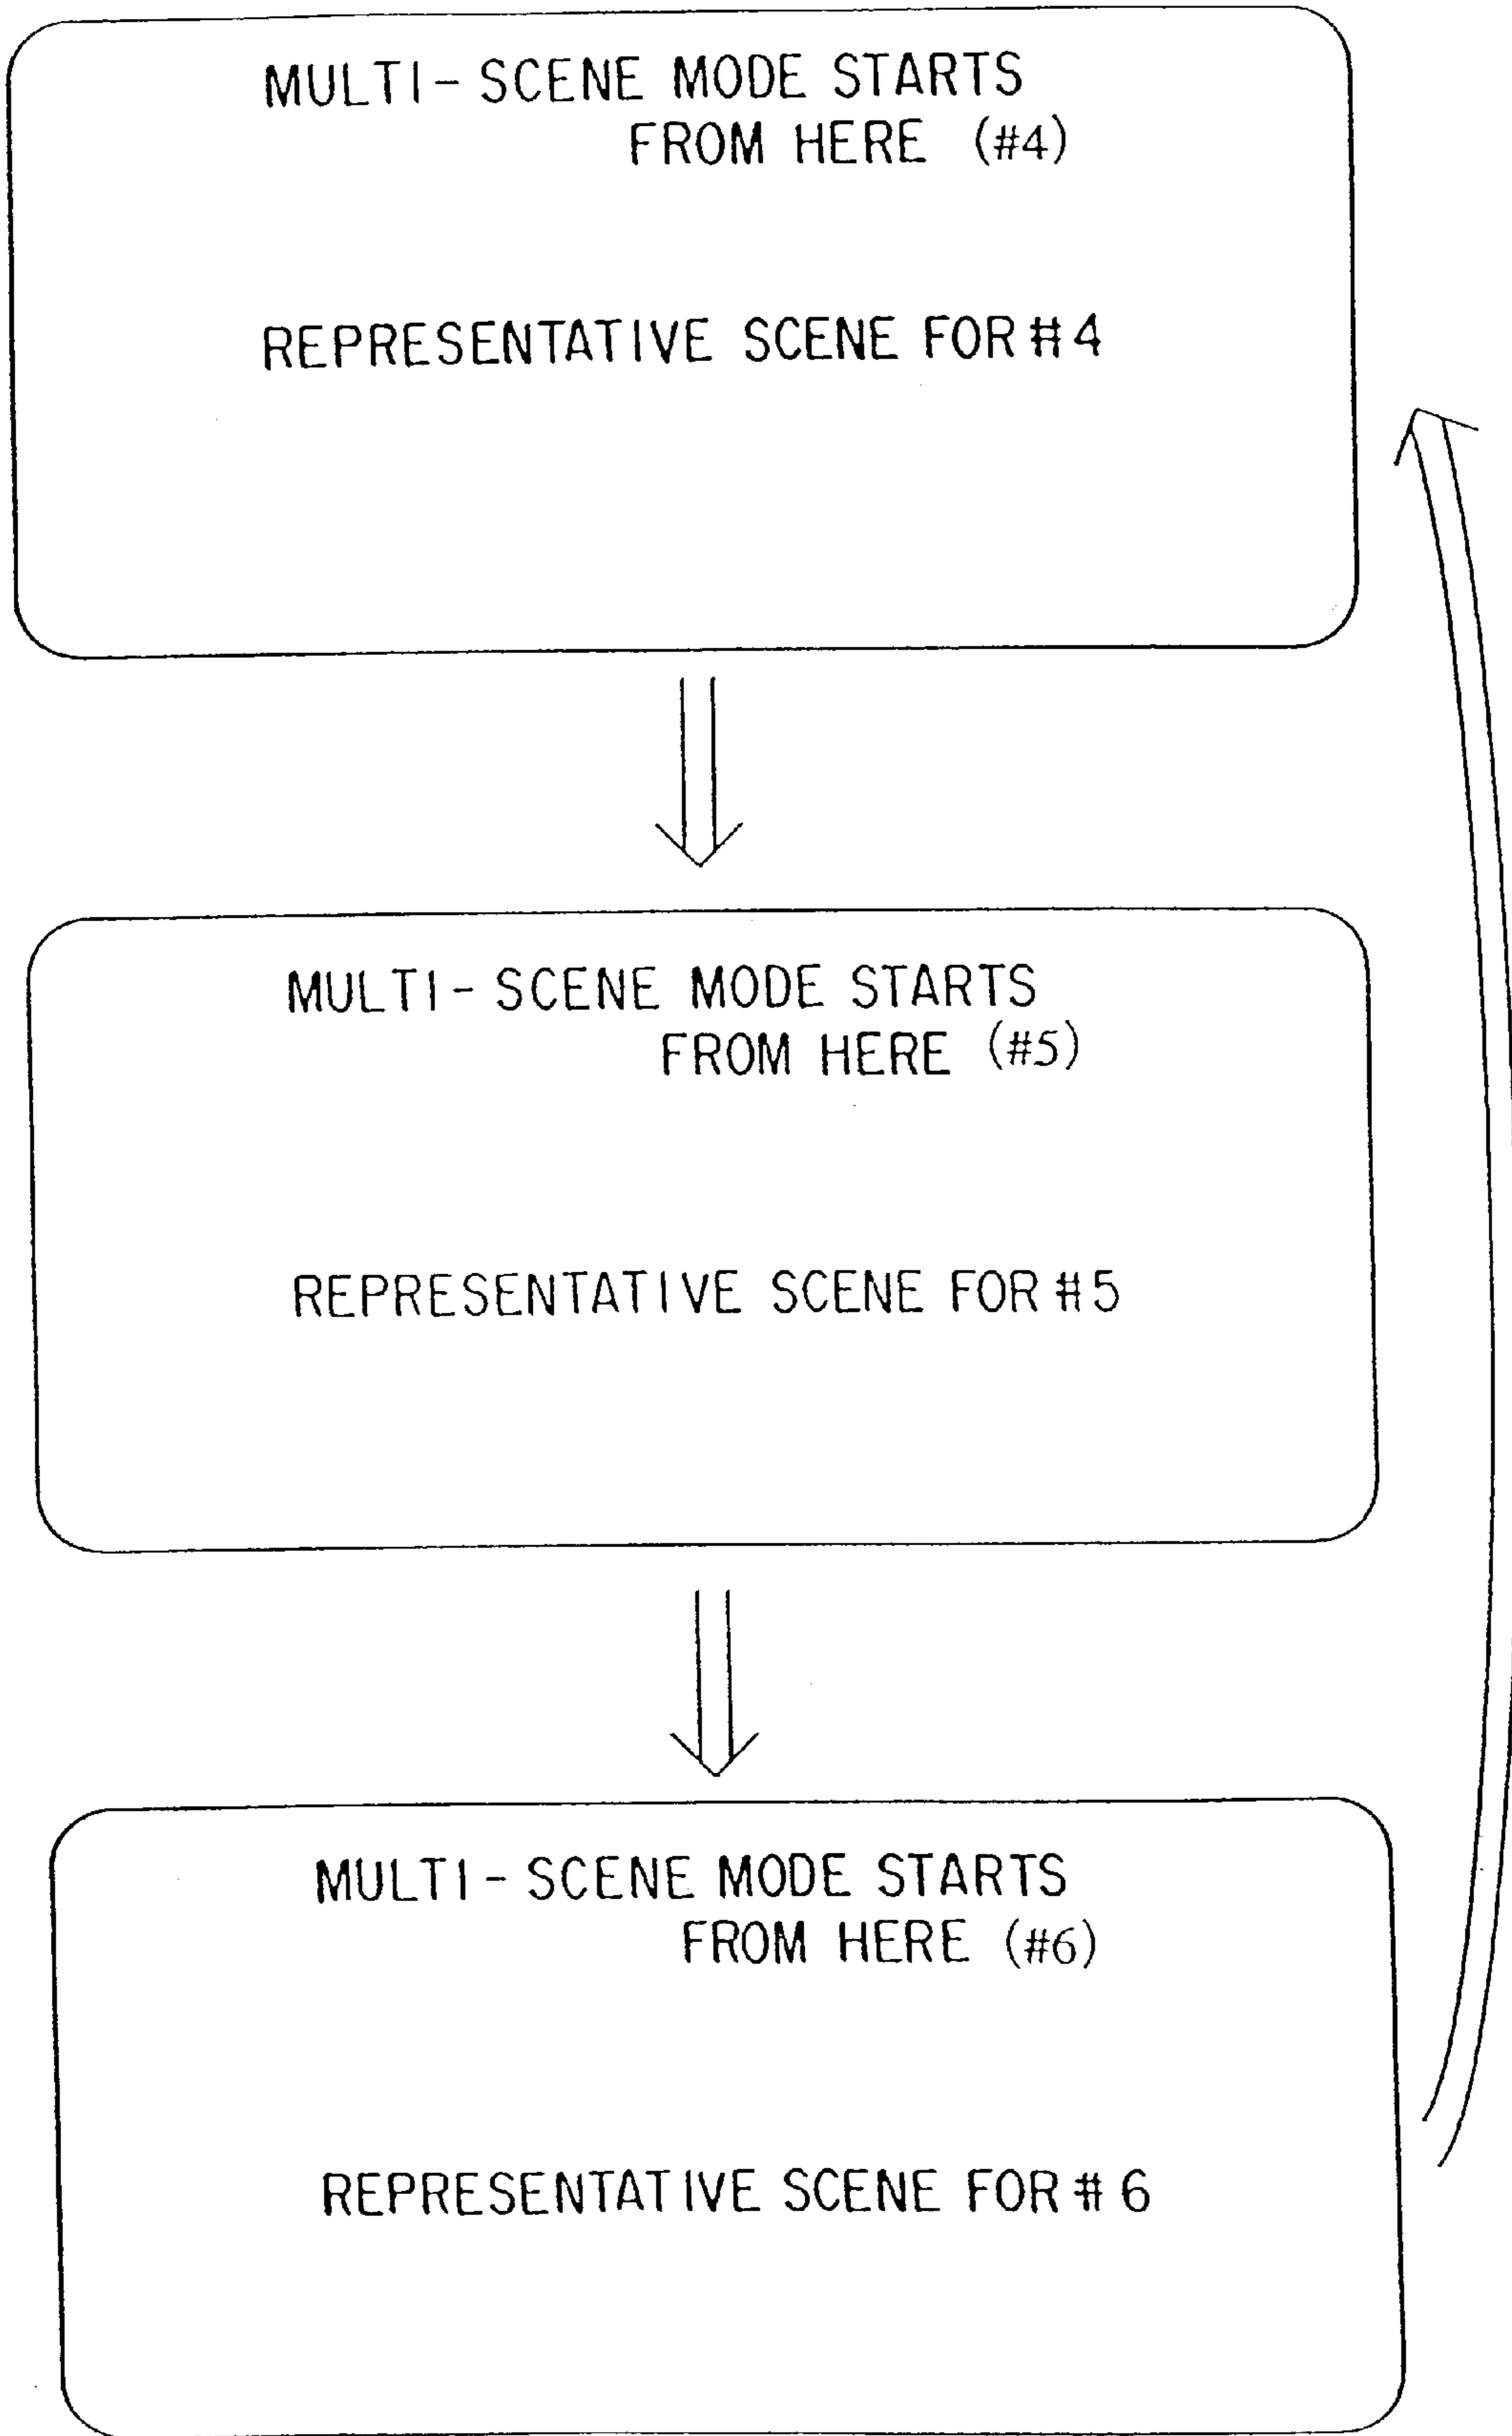 MULTI-SCENE MODE STARTS
FROM HERE (#4)
REPRESENTATIVE SCENE FOR #4
MULTI-SCENE MODE STARTS
FROM HERE (#5)
REPRESENTATIVE SCENE FOR #5
MULTI-SCENE MODE STARTS
FROM HERE (#6)
REPRESENTATIVE SCENE FOR #6